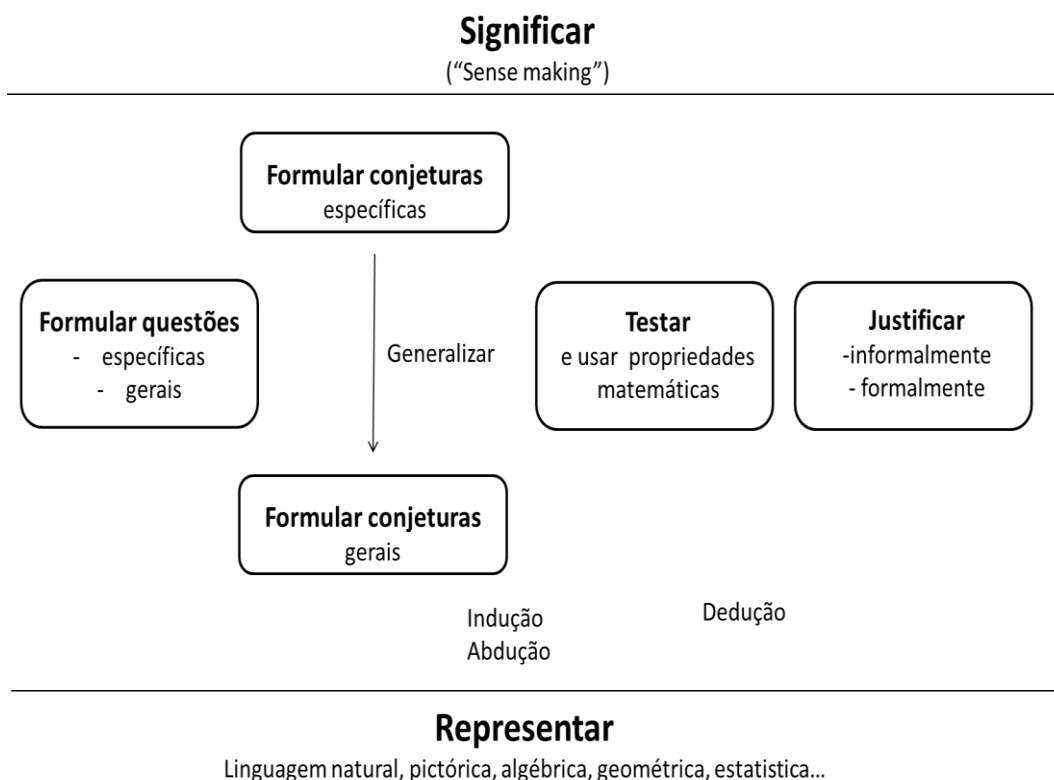 Significar
(“Sense making”)
Formular conjeturas
específicas
Formular questões
- específicas
- gerais
Generalizar
Testar
e usar propriedades
matemáticas
Justificar
-informalmente
- formalmente
Formular conjeturas
gerais
Indução
Abdução
Dedução
Representar
Linguagem natural, pictórica, algébrica, geométrica, estatistica...